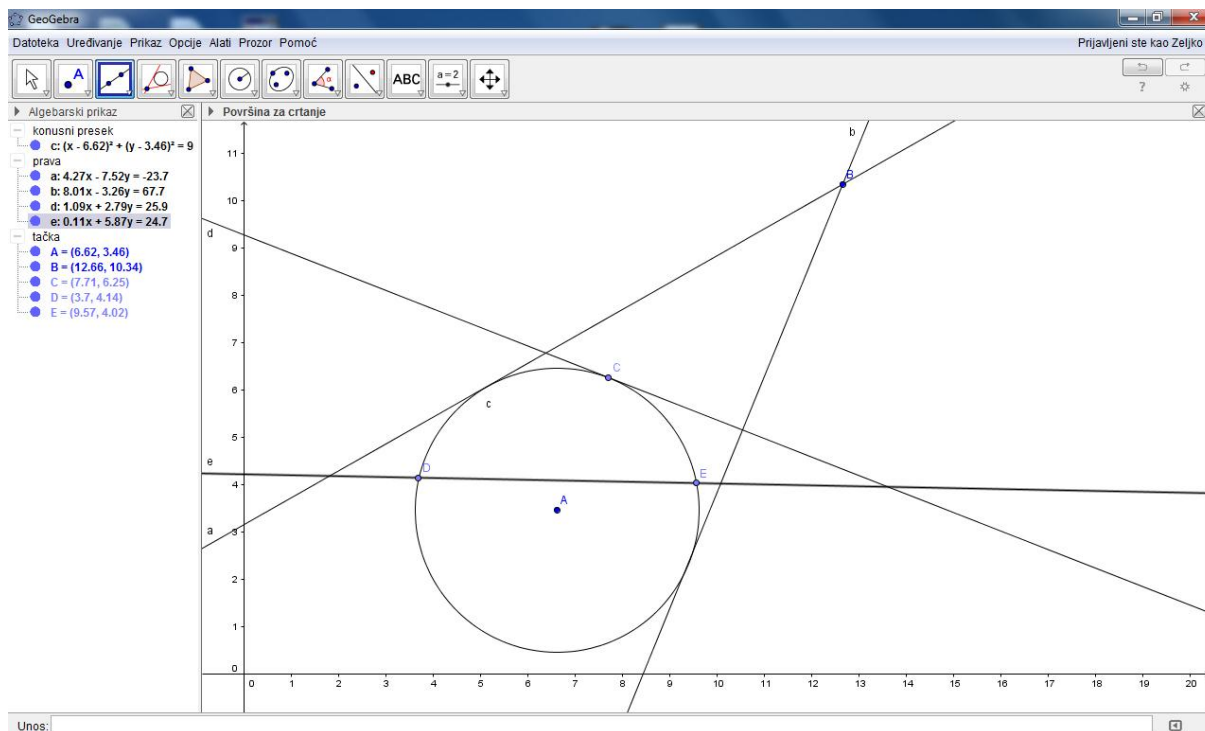 GeoGebra
Datoteka Uređivanje Prikaz Opcije Alati Prozor Pomoć
Prijavljeni ste kao Zeljko
A
α
ABC
a=2
?
Algebarski prikaz
Površina za crtanje
konusni presek
c: (x - 6.62)² + (y - 3.46)² = 9
prava
a: 4.27x - 7.52y = -23.7
b: 8.01x - 3.26y = 67.7
d: 1.09x + 2.79y = 25.9
e: 0.11x + 5.87y = 24.7
tačka
A = (6.62, 3.46)
B = (12.66, 10.34)
C = (7.71, 6.25)
D = (3.7, 4.14)
E = (9.57, 4.02)
b
11
B
10
d
9
8
7
C
6
c
5
e
D
E
4
A
a
3
2
1
0
0 1 2 3 4 5 6 7 8 9 10 11 12 13 14 15 16 17 18 19 20
Unos: